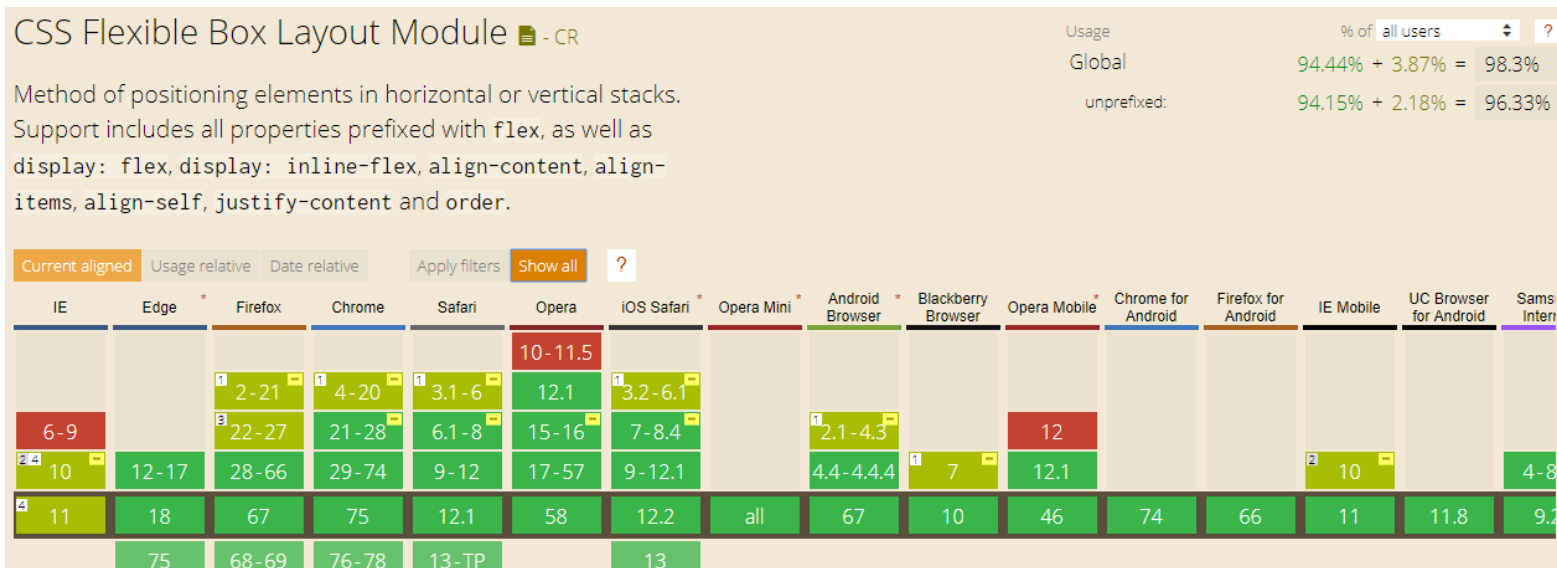 CSS Flexible Box Layout Module - CR
Usage % of all users ?
Global 94.44% + 3.87% = 98.3%
unprefixed: 94.15% + 2.18% = 96.33%
Method of positioning elements in horizontal or vertical stacks.
Support includes all properties prefixed with flex, as well as
display: flex, display: inline-flex, align-content, align-
items, align-self, justify-content and order.
Current aligned Usage relative Date relative Apply filters Show all ?
IE Edge * Firefox Chrome Safari Opera iOS Safari * Opera Mini * Android Browser * Blackberry Browser Opera Mobile * Chrome for Android Firefox for Android IE Mobile UC Browser for Android Sams Interr
10-11.5
1 2-21 1 4-20 1 3.1-6 12.1 1 3.2-6.1
6-9 3 22-27 21-28 6.1-8 15-16 7-8.4 1 2.1-4.3 12
2 4 10 12-17 28-66 29-74 9-12 17-57 9-12.1 4.4-4.4.4 1 7 12.1 2 10 4-8
4 11 18 67 75 12.1 58 12.2 all 67 10 46 74 66 11 11.8 9.2
75 68-69 76-78 13-TP 13